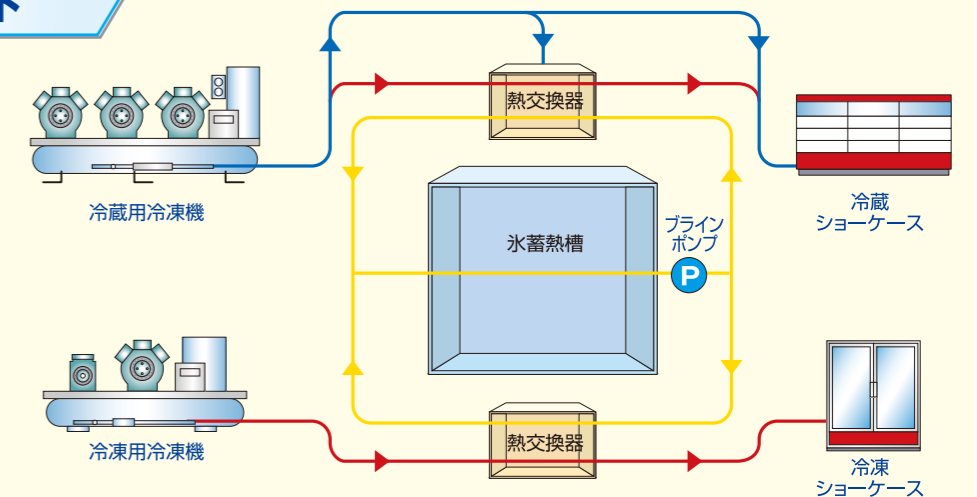 熱交換器
冷蔵用冷凍機
冷蔵
ショーケース
氷蓄熱槽
ブライン
ポンプ
P
冷凍用冷凍機
熱交換器
冷凍
ショーケース